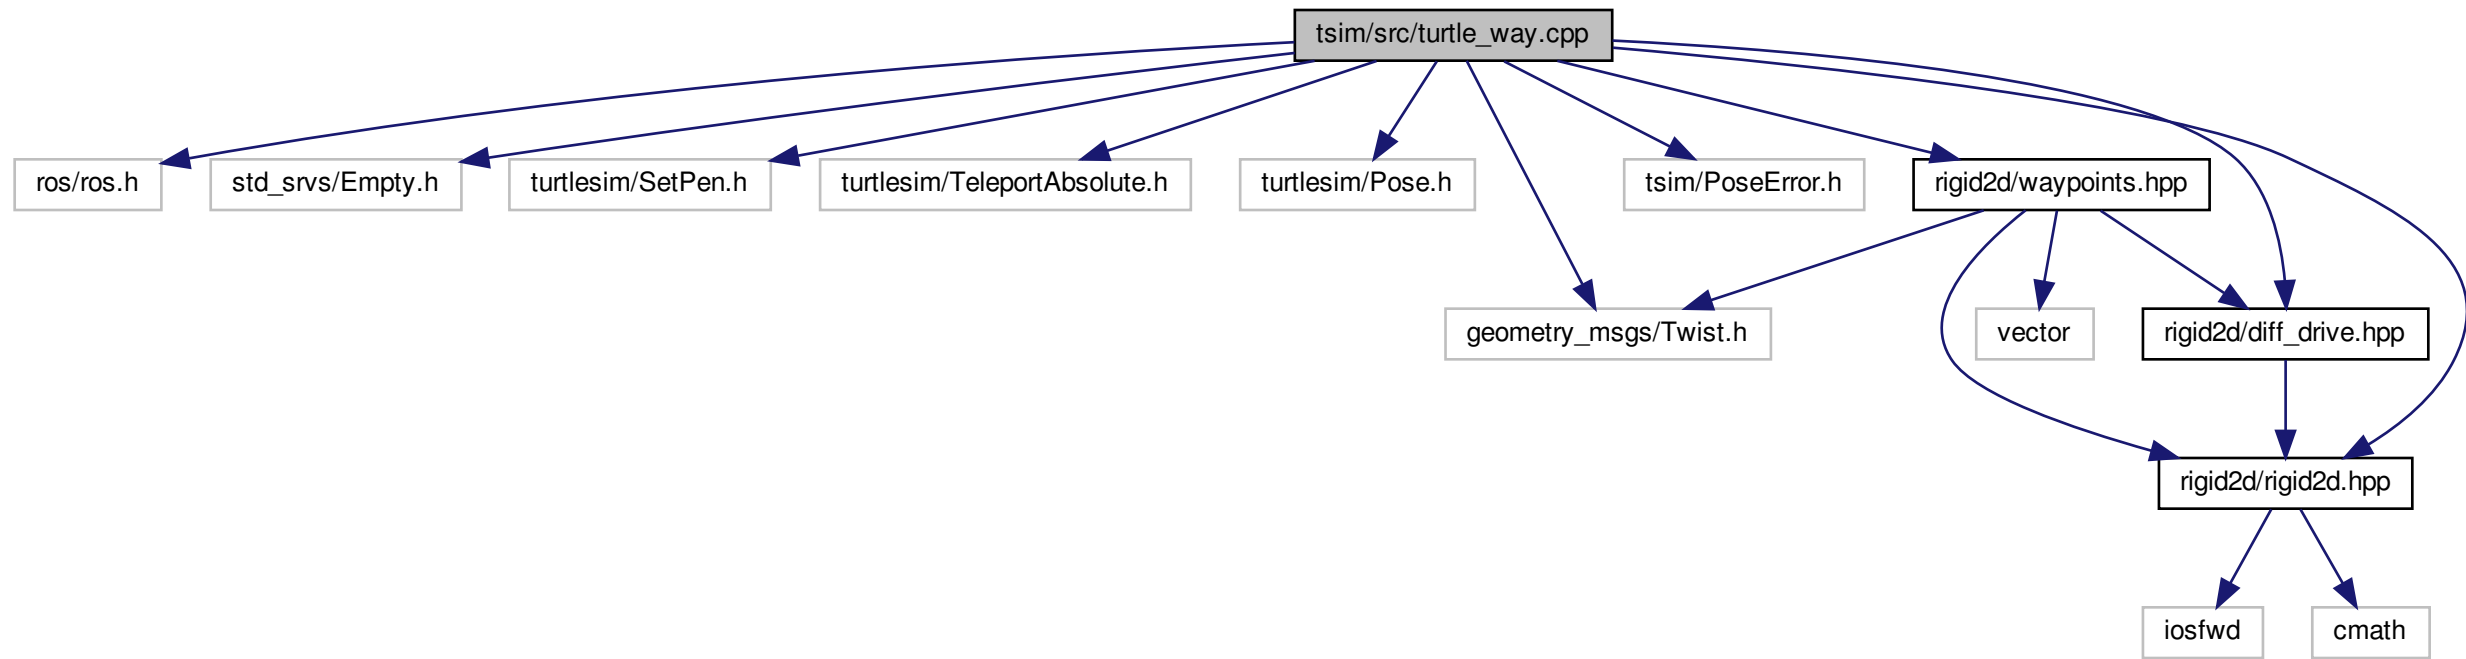 tsim/src/turtle_way.cpp
ros/ros.h
std_srvs/Empty.h
turtlesim/SetPen.h
turtlesim/TeleportAbsolute.h
turtlesim/Pose.h
tsim/PoseError.h
rigid2d/waypoints.hpp
geometry_msgs/Twist.h
vector
rigid2d/diff_drive.hpp
rigid2d/rigid2d.hpp
iosfwd
cmath